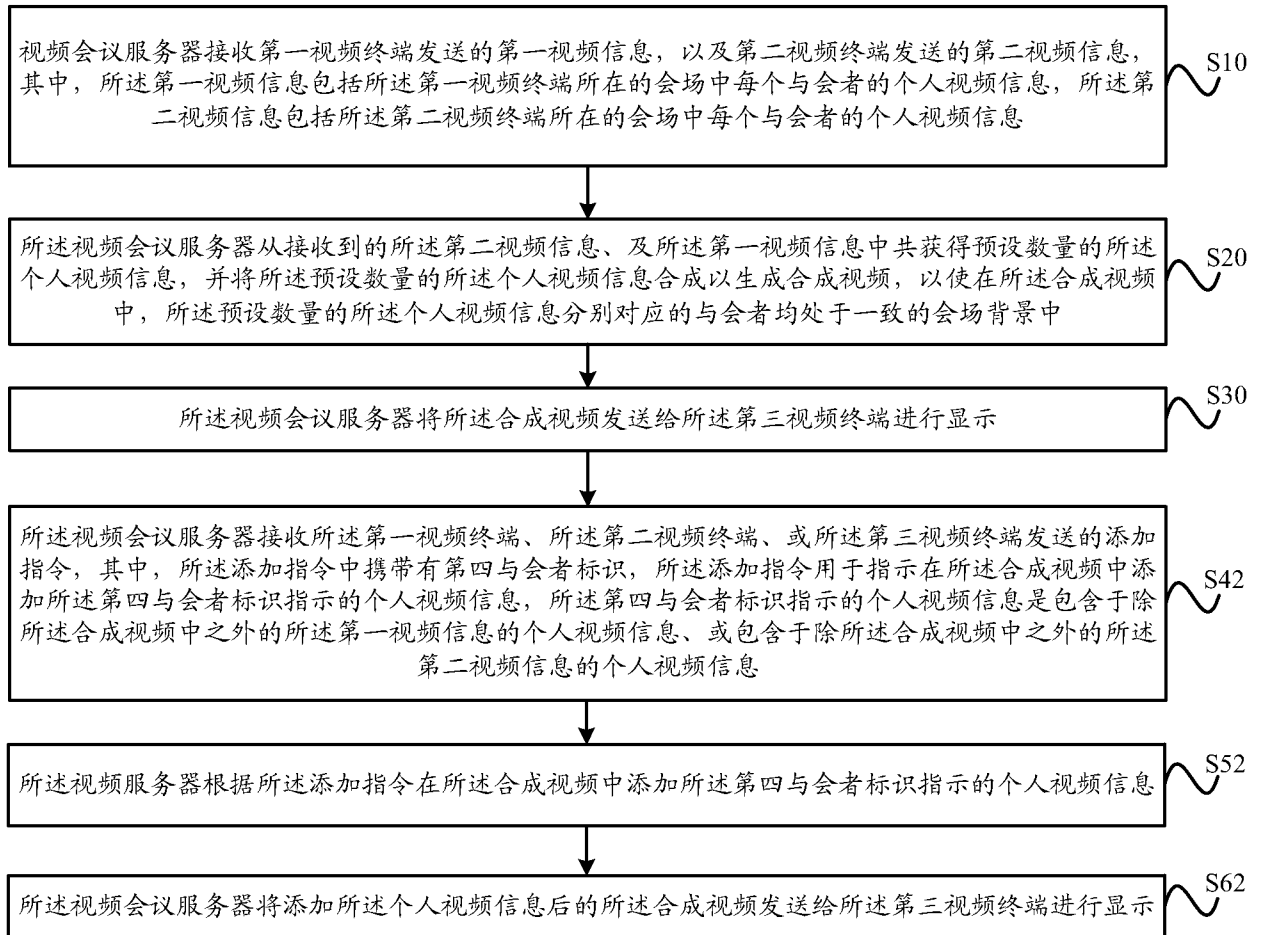 视频会议服务器接收第一视频终端发送的第一视频信息，以及第二视频终端发送的第二视频信息，
其中，所述第一视频信息包括所述第一视频终端所在的会场中每个与会者的个人视频信息，所述第
二视频信息包括所述第二视频终端所在的会场中每个与会者的个人视频信息
S10
所述视频会议服务器从接收到的所述第二视频信息、及所述第一视频信息中共获得预设数量的所述
个人视频信息，并将所述预设数量的所述个人视频信息合成以生成合成视频，以使在所述合成视频
中，所述预设数量的所述个人视频信息分别对应的与会者均处于一致的会场背景中
S20
所述视频会议服务器将所述合成视频发送给所述第三视频终端进行显示
S30
所述视频会议服务器接收所述第一视频终端、所述第二视频终端、或所述第三视频终端发送的添加
指令，其中，所述添加指令中携带有第四与会者标识，所述添加指令用于指示在所述合成视频中添
加所述第四与会者标识指示的个人视频信息，所述第四与会者标识指示的个人视频信息是包含于除
所述合成视频中之外的所述第一视频信息的个人视频信息、或包含于除所述合成视频中之外的所述
第二视频信息的个人视频信息
S42
所述视频服务器根据所述添加指令在所述合成视频中添加所述第四与会者标识指示的个人视频信息
S52
所述视频会议服务器将添加所述个人视频信息后的所述合成视频发送给所述第三视频终端进行显示
S62